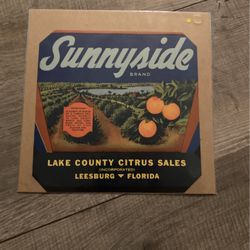 Sunnyside
BRAND
LAKE COUNTY CITRUS SALES
(INCORPORATED)
LEESBURG FLORIDA